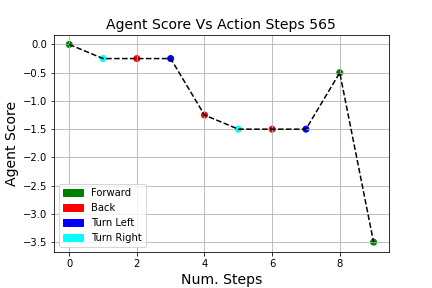 Agent Score Vs Action Steps 565
Agent Score
0.0
−0.5
−1.0
−1.5
−2.0
−2.5
−3.0
−3.5
Forward
Back
Turn Left
Turn Right
0 2 4 6 8
Num. Steps